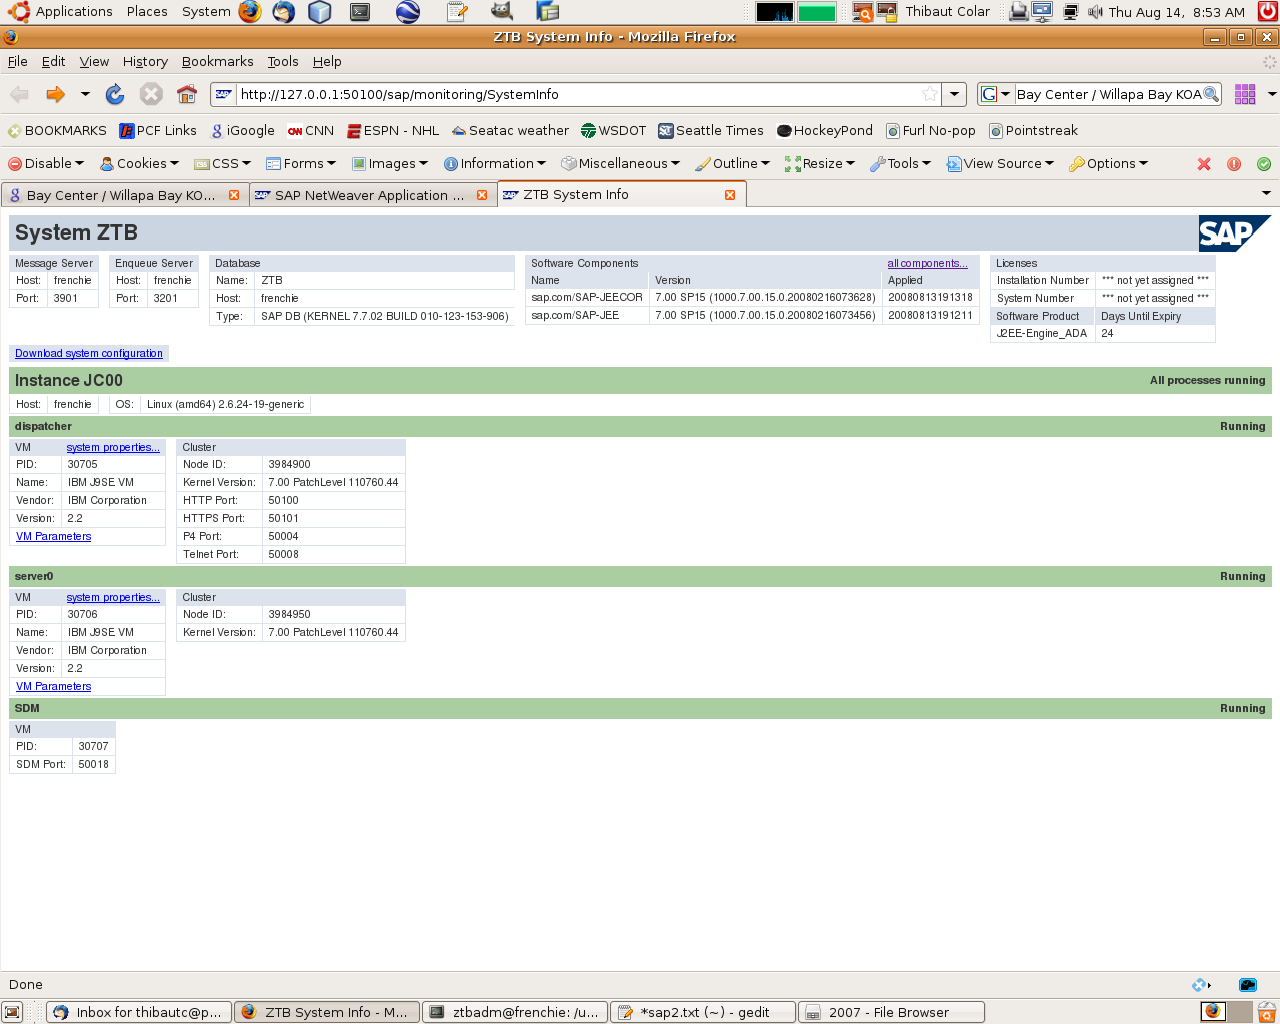 Applications Places System Thibaut Colar Thu Aug 14, 8:53 AM
ZTB System Info - Mozilla Firefox
File Edit View History Bookmarks Tools Help
http://127.0.0.1:50100/sap/monitoring/SystemInfo Bay Center / Willapa Bay KOA
BOOKMARKS PCF Links iGoogle CNN ESPN - NHL Seatac weather WSDOT Seattle Times HockeyPond Furl No-pop Pointstreak
Disable Cookies CSS Forms Images Information Miscellaneous Outline Resize Tools View Source Options
Bay Center / Willapa Bay KO... SAP NetWeaver Application ... ZTB System Info
System ZTB SAP
Message Server Enqueue Server Database Software Components all components... Licenses
Host: frenchie Host: frenchie Name: ZTB Name Version Applied Installation Number *** not yet assigned ***
Port: 3901 Port: 3201 Host: frenchie sap.com/SAP-JEECOR 7.00 SP15 (1000.7.00.15.0.20080216073628) 20080813191318 System Number *** not yet assigned ***
Type: SAP DB (KERNEL 7.7.02 BUILD 010-123-153-906) sap.com/SAP-JEE 7.00 SP15 (1000.7.00.15.0.20080216073456) 20080813191211 Software Product Days Until Expiry
J2EE-Engine_ADA 24
Download system configuration
Instance JC00 All processes running
Host: frenchie OS: Linux (amd64) 2.6.24-19-generic
dispatcher Running
VM system properties... Cluster
PID: 30705 Node ID: 3984900
Name: IBM J9SE VM Kernel Version: 7.00 PatchLevel 110760.44
Vendor: IBM Corporation HTTP Port: 50100
Version: 2.2 HTTPS Port: 50101
VM Parameters P4 Port: 50004
Telnet Port: 50008
server0 Running
VM system properties... Cluster
PID: 30706 Node ID: 3984950
Name: IBM J9SE VM Kernel Version: 7.00 PatchLevel 110760.44
Vendor: IBM Corporation
Version: 2.2
VM Parameters
SDM Running
VM
PID: 30707
SDM Port: 50018
Done
Inbox for thibautc@p... ZTB System Info - M... ztbadm@frenchie: /u... *sap2.txt (~) - gedit 2007 - File Browser